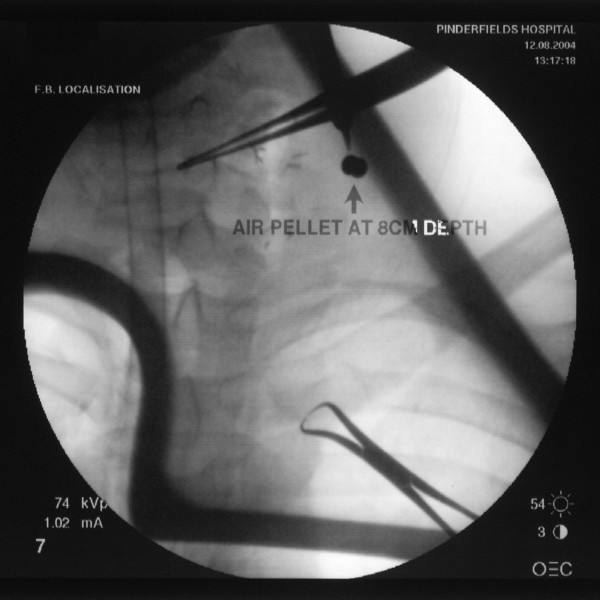 PINDERFIELDS HOSPITAL
12.08.2004
13:17:18
F.B. LOCALISATION
AIR PELLET AT 8CM DEPTH
74 kVp
1.02 mA
7
54
3
OEC